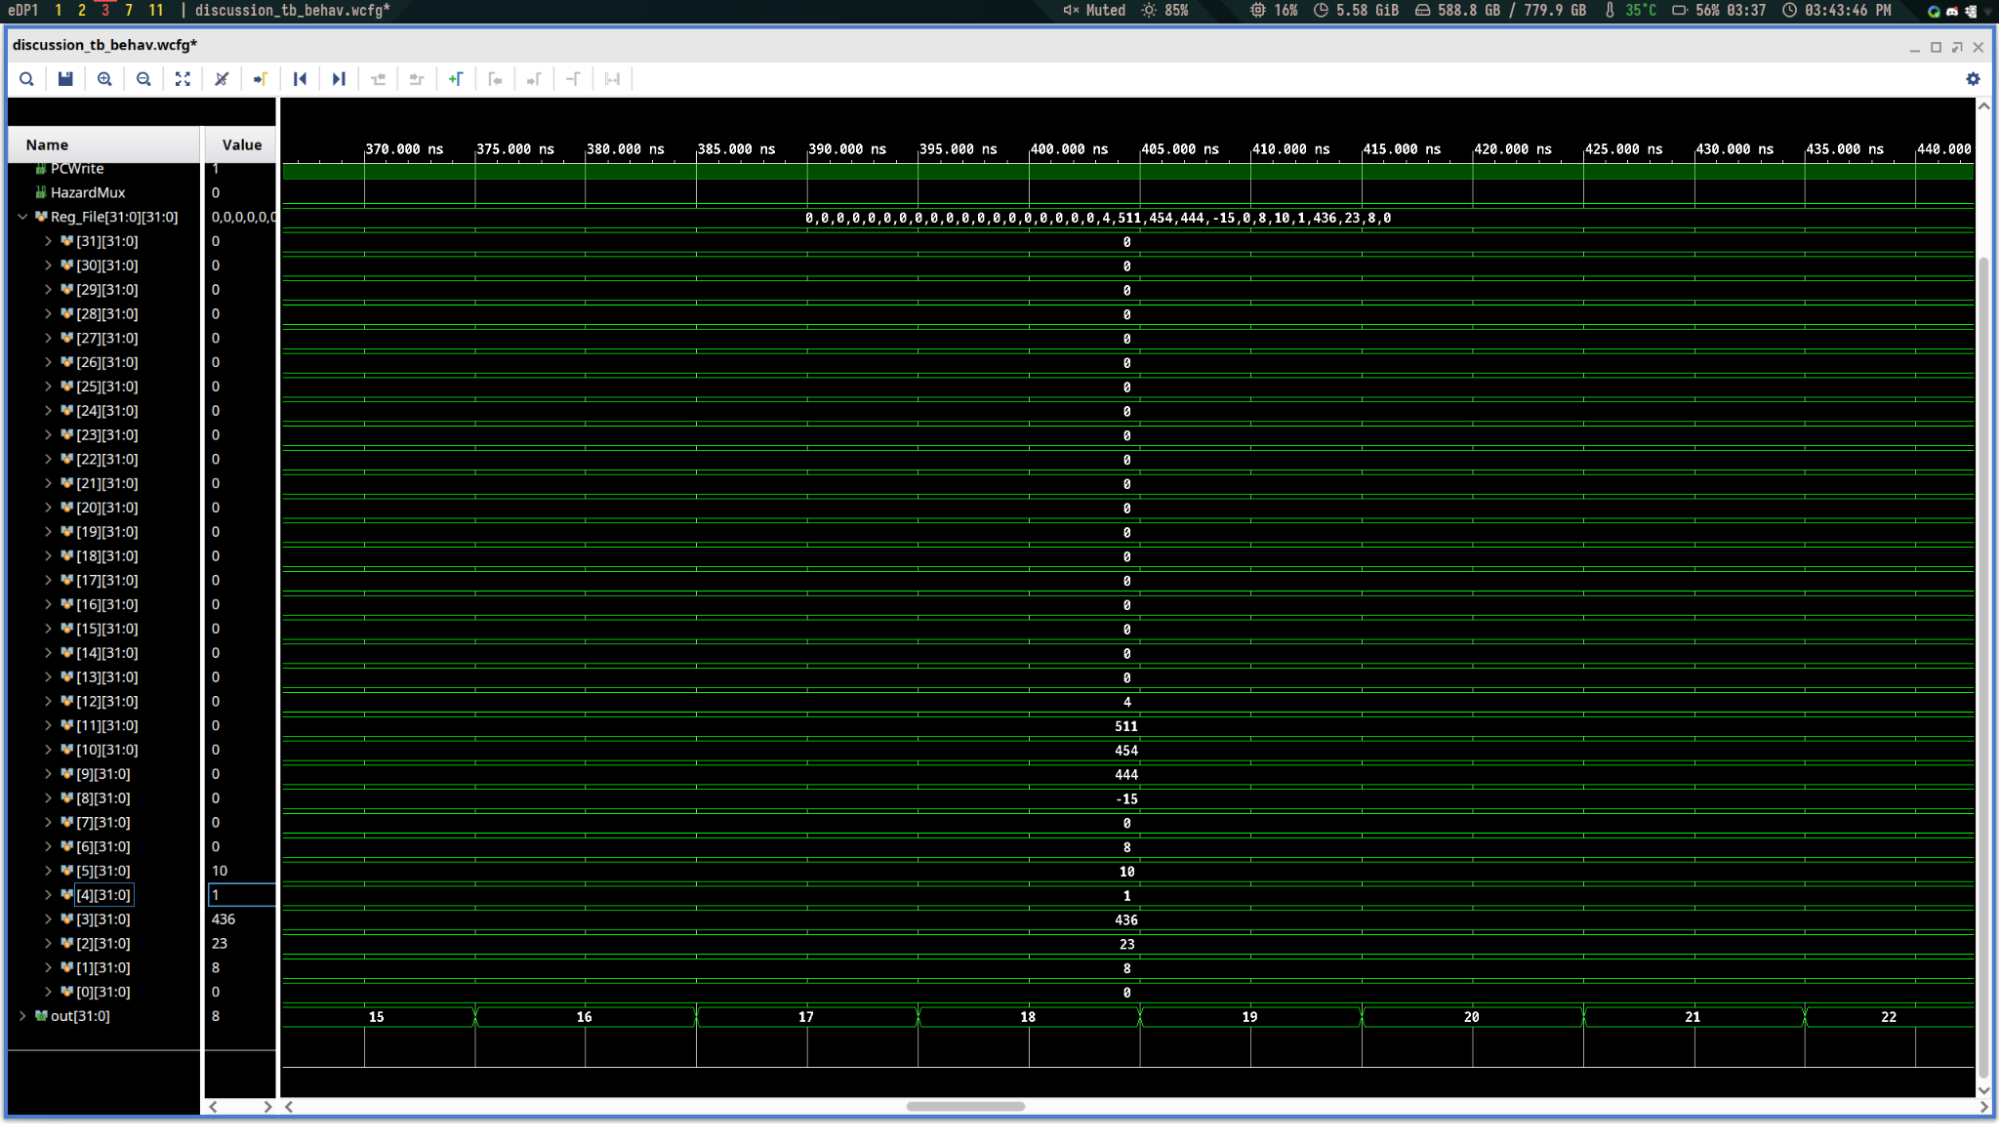 eDP1 1 2 3 7 11 | discussion_tb_behav.wcfg* Muted 85% 16% 5.58 GiB 588.8 GB / 779.9 GB 35°C 56% 03:37 03:43:46 PM
discussion_tb_behav.wcfg*
Name Value
370.000 ns 375.000 ns 380.000 ns 385.000 ns 390.000 ns 395.000 ns 400.000 ns 405.000 ns 410.000 ns 415.000 ns 420.000 ns 425.000 ns 430.000 ns 435.000 ns 440.000
PCWrite 1
HazardMux 0
Reg_File[31:0][31:0] 0,0,0,0,0,0 0,0,0,0,0,0,0,0,0,0,0,0,0,0,0,0,0,0,0,4,511,454,444,-15,0,8,10,1,436,23,8,0
[31][31:0] 0 0
[30][31:0] 0 0
[29][31:0] 0 0
[28][31:0] 0 0
[27][31:0] 0 0
[26][31:0] 0 0
[25][31:0] 0 0
[24][31:0] 0 0
[23][31:0] 0 0
[22][31:0] 0 0
[21][31:0] 0 0
[20][31:0] 0 0
[19][31:0] 0 0
[18][31:0] 0 0
[17][31:0] 0 0
[16][31:0] 0 0
[15][31:0] 0 0
[14][31:0] 0 0
[13][31:0] 0 0
[12][31:0] 0 4
[11][31:0] 0 511
[10][31:0] 0 454
[9][31:0] 0 444
[8][31:0] 0 -15
[7][31:0] 0 0
[6][31:0] 0 8
[5][31:0] 10 10
[4][31:0] 1 1
[3][31:0] 436 436
[2][31:0] 23 23
[1][31:0] 8 8
[0][31:0] 0 0
out[31:0] 8 15 16 17 18 19 20 21 22